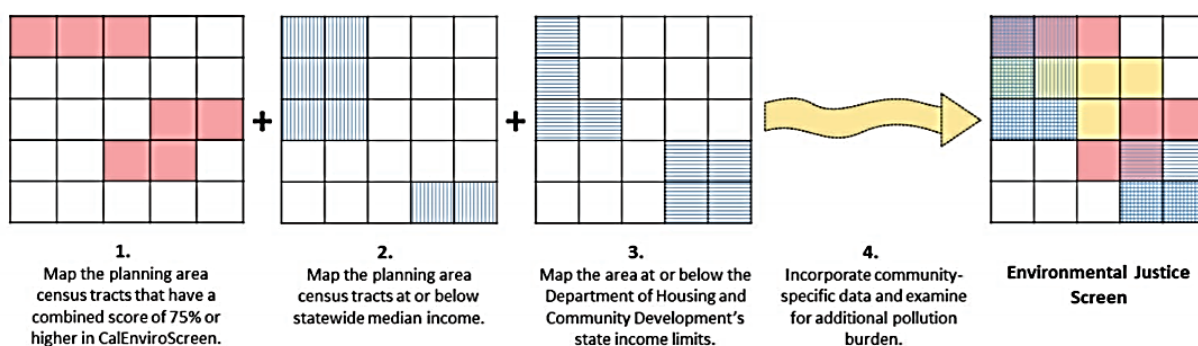 +
+
1.
Map the planning area
census tracts that have a
combined score of 75% or
higher in CalEnviroScreen.
2.
Map the planning area
census tracts at or below
statewide median income.
3.
Map the area at or below the
Department of Housing and
Community Development's
state income limits.
4.
Incorporate community-
specific data and examine
for additional pollution
burden.
Environmental Justice
Screen